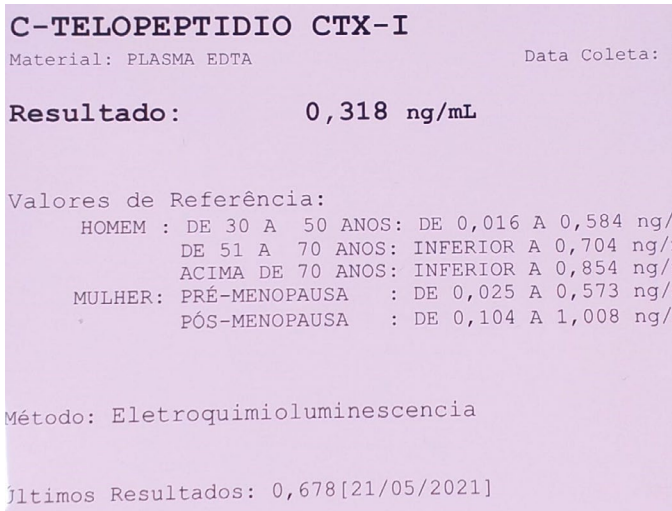 C-TELOPEPTIDIO CTX-I
Material: PLASMA EDTA Data Coleta:
Resultado: 0,318 ng/mL
Valores de Referência:
HOMEM : DE 30 A 50 ANOS: DE 0,016 A 0,584 ng/
DE 51 A 70 ANOS: INFERIOR A 0,704 ng/
ACIMA DE 70 ANOS: INFERIOR A 0,854 ng/
MULHER: PRÉ-MENOPAUSA : DE 0,025 A 0,573 ng/
PÓS-MENOPAUSA : DE 0,104 A 1,008 ng/
Método: Eletroquimioluminescencia
Últimos Resultados: 0,678[21/05/2021]